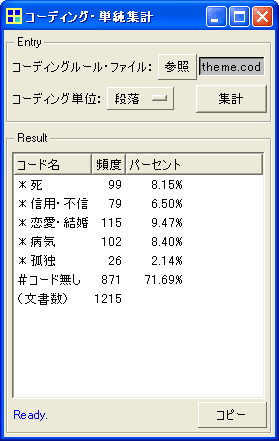 コーディング・単純集計
Entry
コーディングルール・ファイル： 参照 theme.cod
コーディング単位： 段落 集計
Result
コード名 頻度 パーセント
＊死 99 8.15%
＊信用・不信 79 6.50%
＊恋愛・結婚 115 9.47%
＊病気 102 8.40%
＊孤独 26 2.14%
＃コード無し 871 71.69%
（文書数） 1215
Ready. コピー